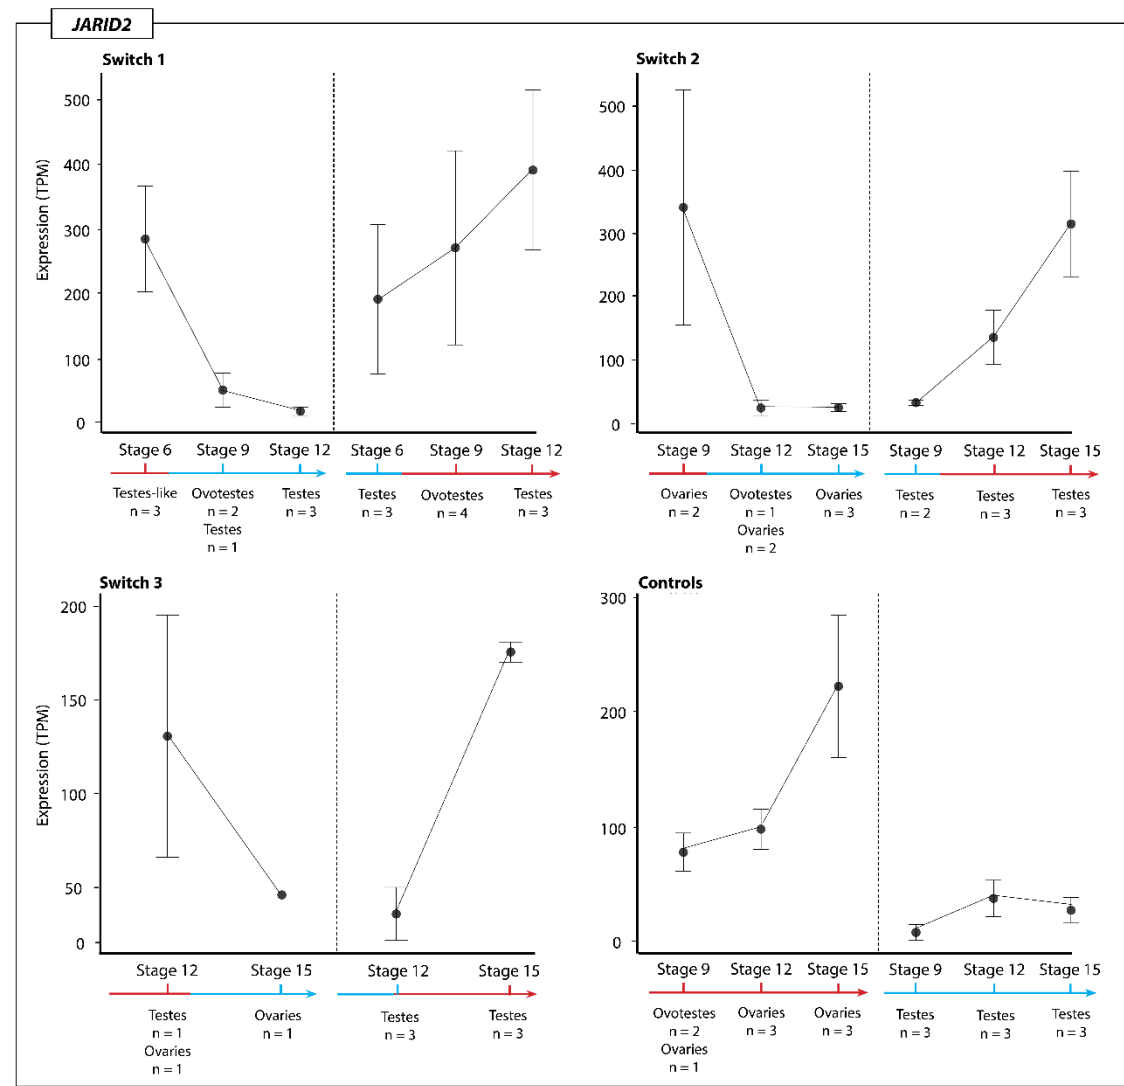 JARID2
Switch 1
Expression (TPM)
500
400
300
200
100
0
Stage 6 Stage 9 Stage 12 Stage 6 Stage 9 Stage 12
Testes-like Ovotestes Testes Testes Ovotestes Testes
n = 3 n = 2 n = 3 n = 3 n = 4 n = 3
Testes
n = 1
Switch 2
500
400
300
200
100
0
Stage 9 Stage 12 Stage 15 Stage 9 Stage 12 Stage 15
Ovaries Ovotestes Ovaries Testes Testes Testes
n = 2 n = 1 n = 3 n = 2 n = 3 n = 3
Ovaries
n = 2
Switch 3
Expression (TPM)
200
150
100
50
0
Stage 12 Stage 15 Stage 12 Stage 15
Testes Ovaries Testes Testes
n = 1 n = 1 n = 3 n = 3
Ovaries
n = 1
Controls
300
200
100
0
Stage 9 Stage 12 Stage 15 Stage 9 Stage 12 Stage 15
Ovotestes Ovaries Ovaries Testes Testes Testes
n = 2 n = 3 n = 3 n = 3 n = 3 n = 3
Ovaries
n = 1